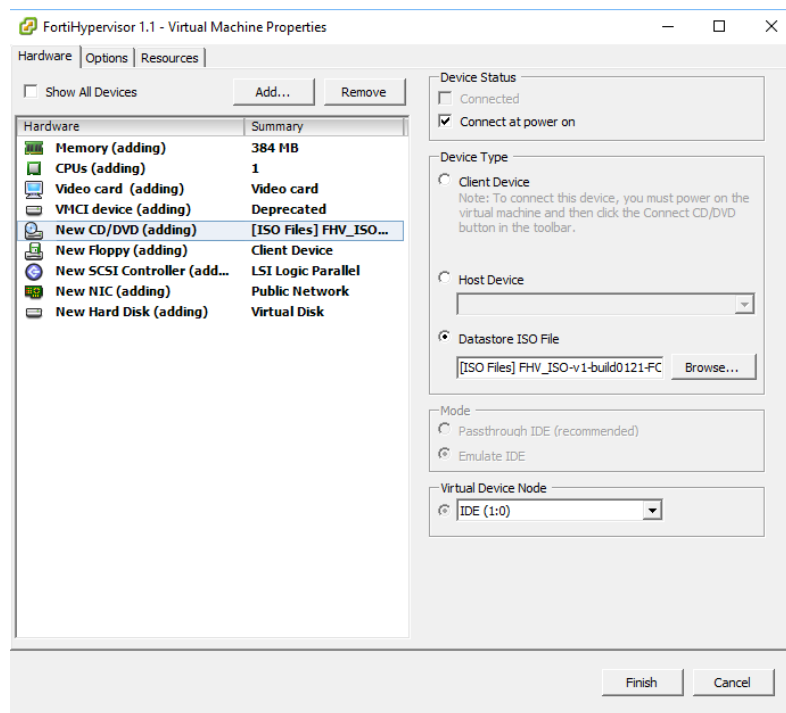 FortiHypervisor 1.1 - Virtual Machine Properties
Hardware Options Resources
Show All Devices Add... Remove
Hardware Summary
Memory (adding) 384 MB
CPUs (adding) 1
Video card (adding) Video card
VMCI device (adding) Deprecated
New CD/DVD (adding) [ISO Files] FHV_ISO...
New Floppy (adding) Client Device
New SCSI Controller (add... LSI Logic Parallel
New NIC (adding) Public Network
New Hard Disk (adding) Virtual Disk
Device Status
Connected
Connect at power on
Device Type
Client Device
Note: To connect this device, you must power on the
virtual machine and then click the Connect CD/DVD
button in the toolbar.
Host Device
Datastore ISO File
[ISO Files] FHV_ISO-v1-build0121-FC Browse...
Mode
Passthrough IDE (recommended)
Emulate IDE
Virtual Device Node
IDE (1:0)
Finish Cancel